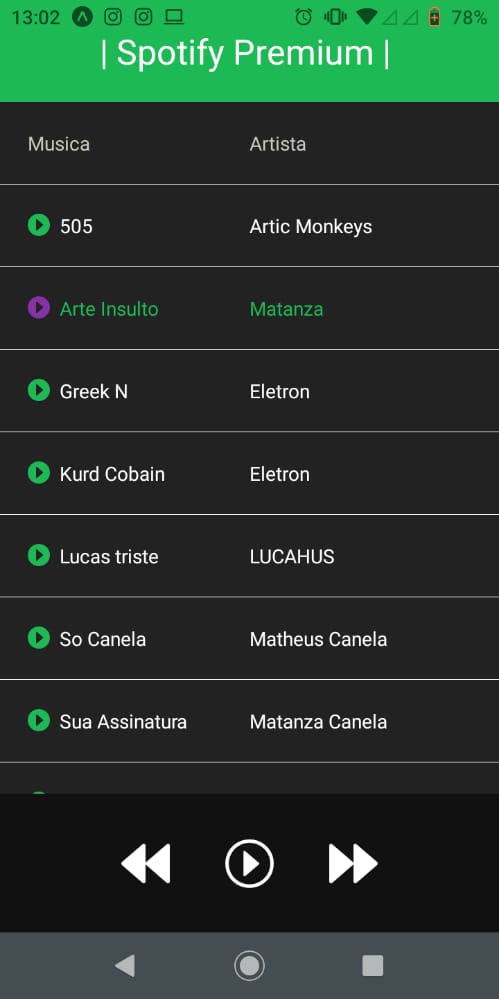 13:02 78%
| Spotify Premium |
Musica Artista
505 Artic Monkeys
Arte Insulto Matanza
Greek N Eletron
Kurd Cobain Eletron
Lucas triste LUCAHUS
So Canela Matheus Canela
Sua Assinatura Matanza Canela